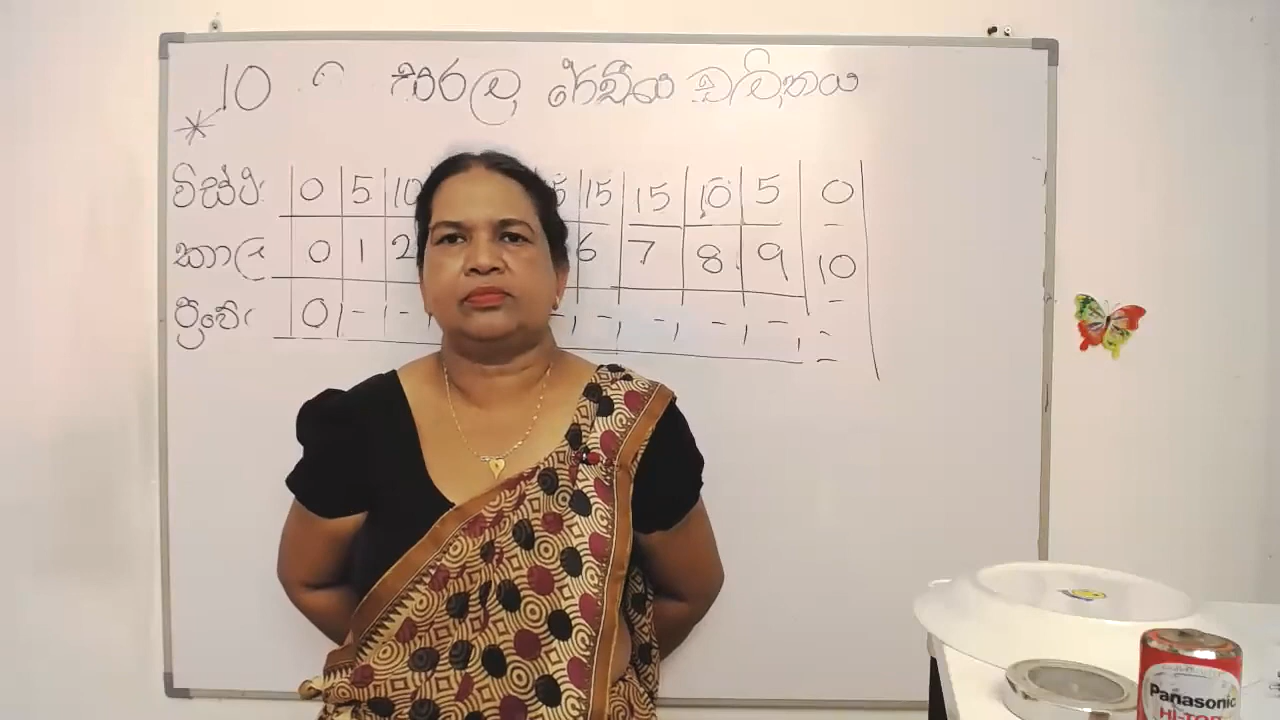 10 සරල රේඛීය චලිතය
විස්ථා 0 5 10 15 15 10 5 0
කාල 0 1 2 6 7 8 9 10
ප්‍රවේ 0 - - - - - - - -
Panasonic